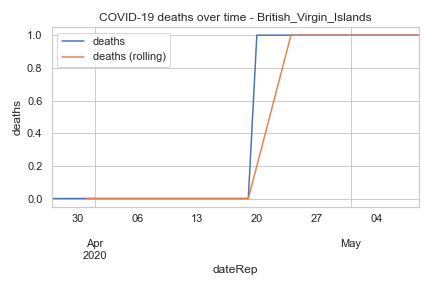 COVID-19 deaths over time - British_Virgin_Islands
deaths
deaths (rolling)
1.0
0.8
0.6
0.4
0.2
0.0
deaths
30 06 13 20 27 04
Apr May
2020
dateRep